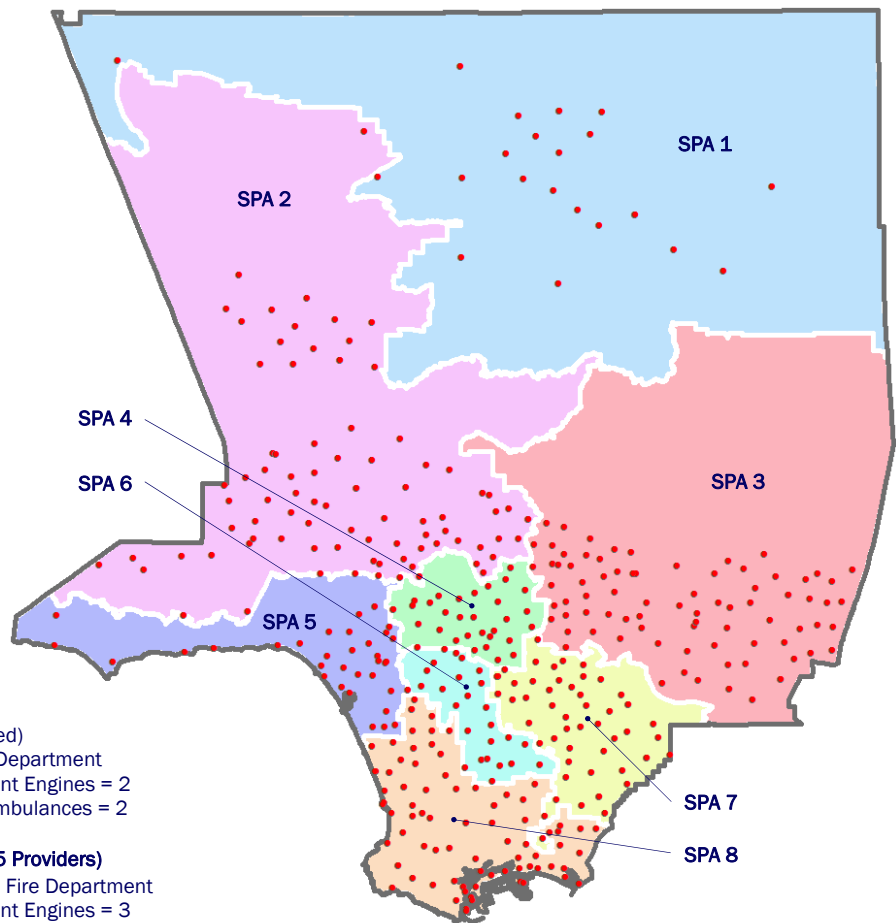 SPA 1
SPA 2
SPA 4
SPA 6
SPA 3
SPA 5
ed)
Department
nt Engines = 2
mbulances = 2
SPA 7
SPA 8
5 Providers)
Fire Department
nt Engines = 3